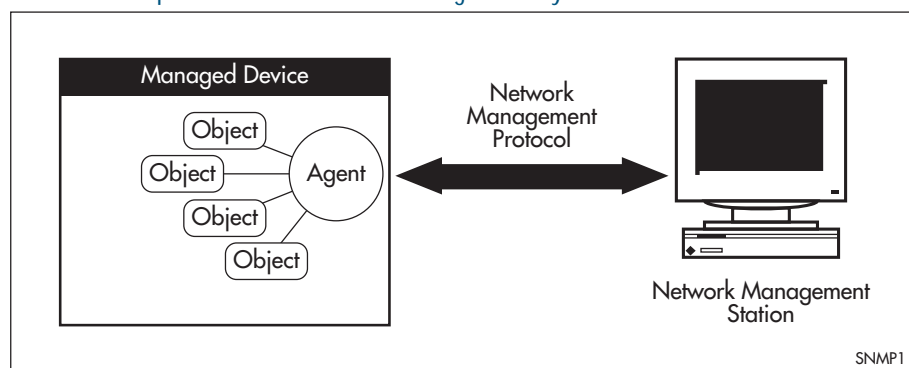 Managed Device
Object
Object
Object
Object
Agent
Network
Management
Protocol
Network Management
Station
SNMP1